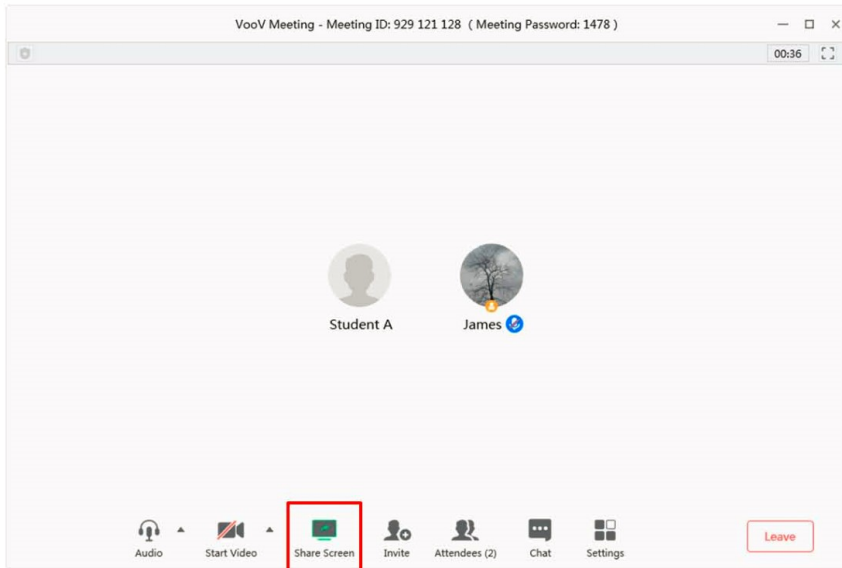 VooV Meeting - Meeting ID: 929 121 128 ( Meeting Password: 1478 )
00:36
Student A James
Audio Start Video Share Screen Invite Attendees (2) Chat Settings Leave